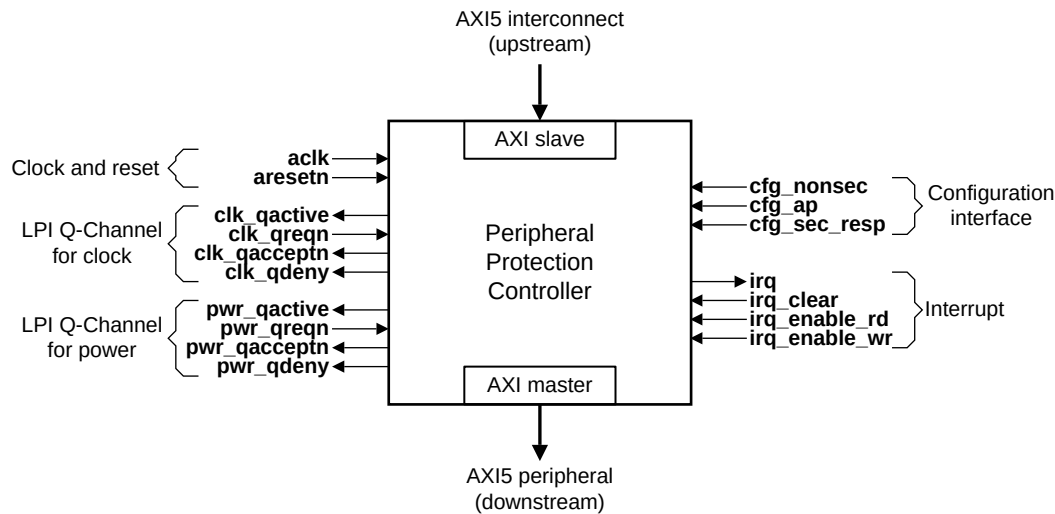 AXI5 interconnect
(upstream)
AXI slave
Clock and reset
aclk
aresetn
LPI Q-Channel
for clock
clk_qactive
clk_qreqn
clk_qacceptn
clk_qdeny
LPI Q-Channel
for power
pwr_qactive
pwr_qreqn
pwr_qacceptn
pwr_qdeny
Peripheral
Protection
Controller
cfg_nonsec
cfg_ap
cfg_sec_resp
Configuration
interface
irq
irq_clear
irq_enable_rd
irq_enable_wr
Interrupt
AXI master
AXI5 peripheral
(downstream)